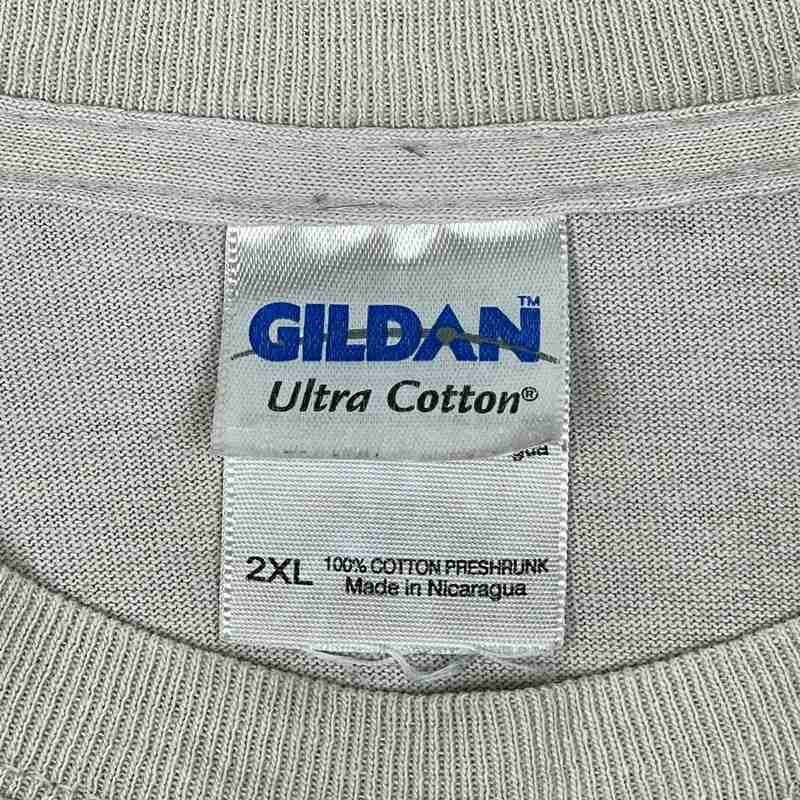 GILDAN™
Ultra Cotton®
2XL 100% COTTON PRESHRUNK
Made in Nicaragua